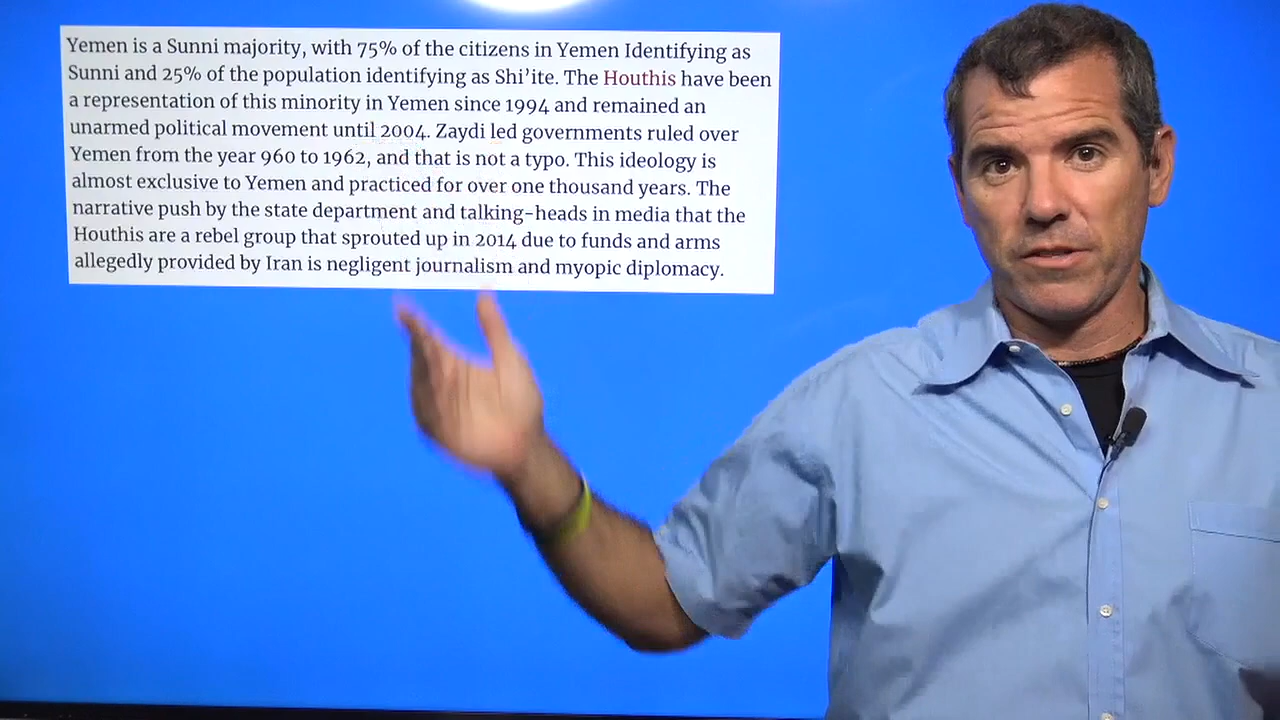 Yemen is a Sunni majority, with 75% of the citizens in Yemen Identifying as
Sunni and 25% of the population identifying as Shi’ite. The Houthis have been
a representation of this minority in Yemen since 1994 and remained an
unarmed political movement until 2004. Zaydi led governments ruled over
Yemen from the year 960 to 1962, and that is not a typo. This ideology is
almost exclusive to Yemen and practiced for over one thousand years. The
narrative push by the state department and talking-heads in media that the
Houthis are a rebel group that sprouted up in 2014 due to funds and arms
allegedly provided by Iran is negligent journalism and myopic diplomacy.